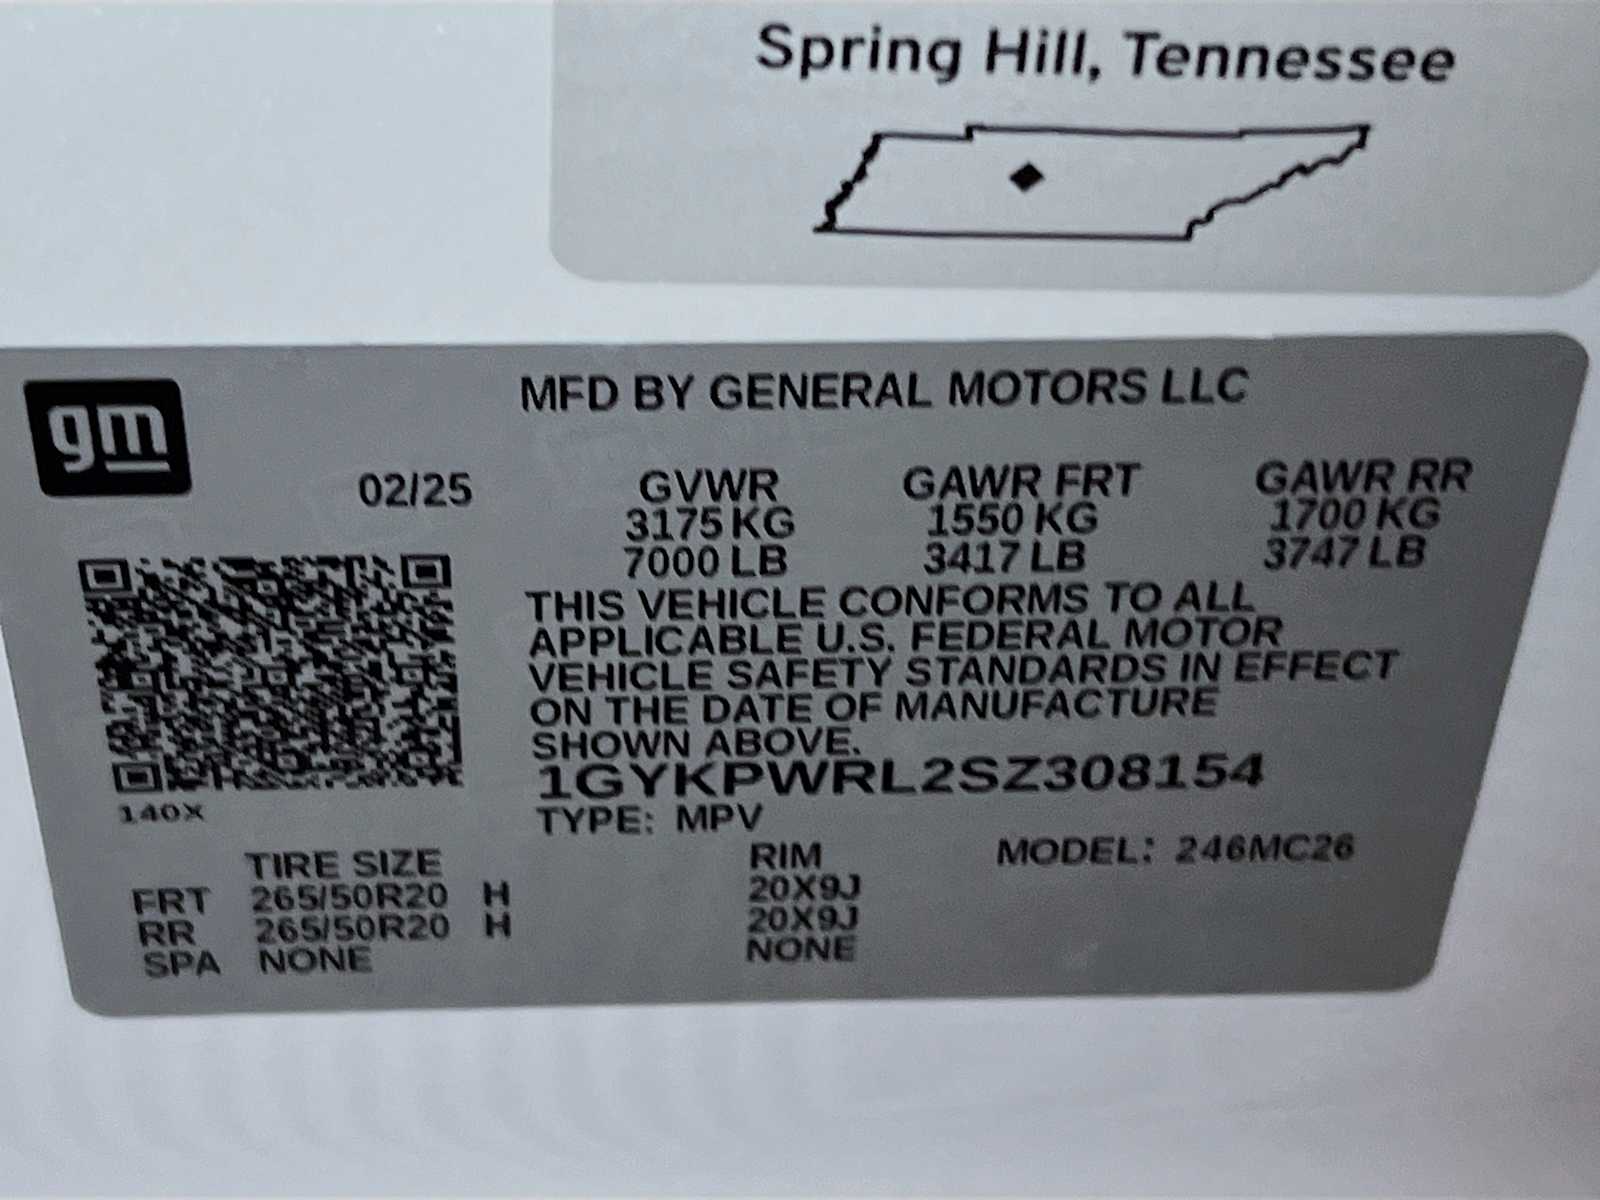 Spring Hill, Tennessee
gm
MFD BY GENERAL MOTORS LLC
02/25
GVWR GAWR FRT GAWR RR
3175 KG 1550 KG 1700 KG
7000 LB 3417 LB 3747 LB
THIS VEHICLE CONFORMS TO ALL
APPLICABLE U.S. FEDERAL MOTOR
VEHICLE SAFETY STANDARDS IN EFFECT
ON THE DATE OF MANUFACTURE
SHOWN ABOVE.
1GYKPWRL2SZ308154
140X
TYPE: MPV
TIRE SIZE RIM MODEL: 246MC26
FRT 265/50R20 H 20X9J
RR 265/50R20 H 20X9J
SPA NONE NONE